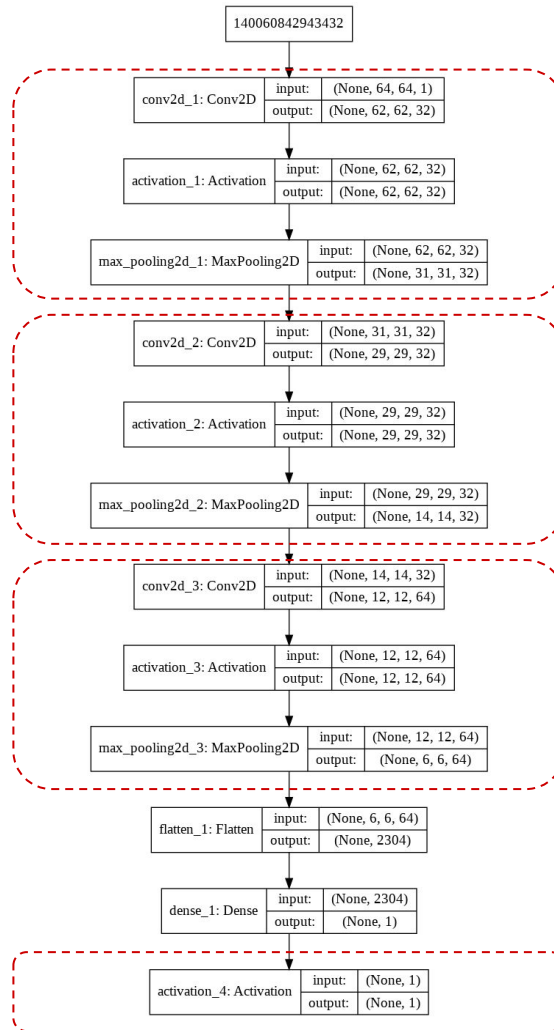 140060842943432
conv2d_1: Conv2D
input: (None, 64, 64, 1)
output: (None, 62, 62, 32)
activation_1: Activation
input: (None, 62, 62, 32)
output: (None, 62, 62, 32)
max_pooling2d_1: MaxPooling2D
input: (None, 62, 62, 32)
output: (None, 31, 31, 32)
conv2d_2: Conv2D
input: (None, 31, 31, 32)
output: (None, 29, 29, 32)
activation_2: Activation
input: (None, 29, 29, 32)
output: (None, 29, 29, 32)
max_pooling2d_2: MaxPooling2D
input: (None, 29, 29, 32)
output: (None, 14, 14, 32)
conv2d_3: Conv2D
input: (None, 14, 14, 32)
output: (None, 12, 12, 64)
activation_3: Activation
input: (None, 12, 12, 64)
output: (None, 12, 12, 64)
max_pooling2d_3: MaxPooling2D
input: (None, 12, 12, 64)
output: (None, 6, 6, 64)
flatten_1: Flatten
input: (None, 6, 6, 64)
output: (None, 2304)
dense_1: Dense
input: (None, 2304)
output: (None, 1)
activation_4: Activation
input: (None, 1)
output: (None, 1)